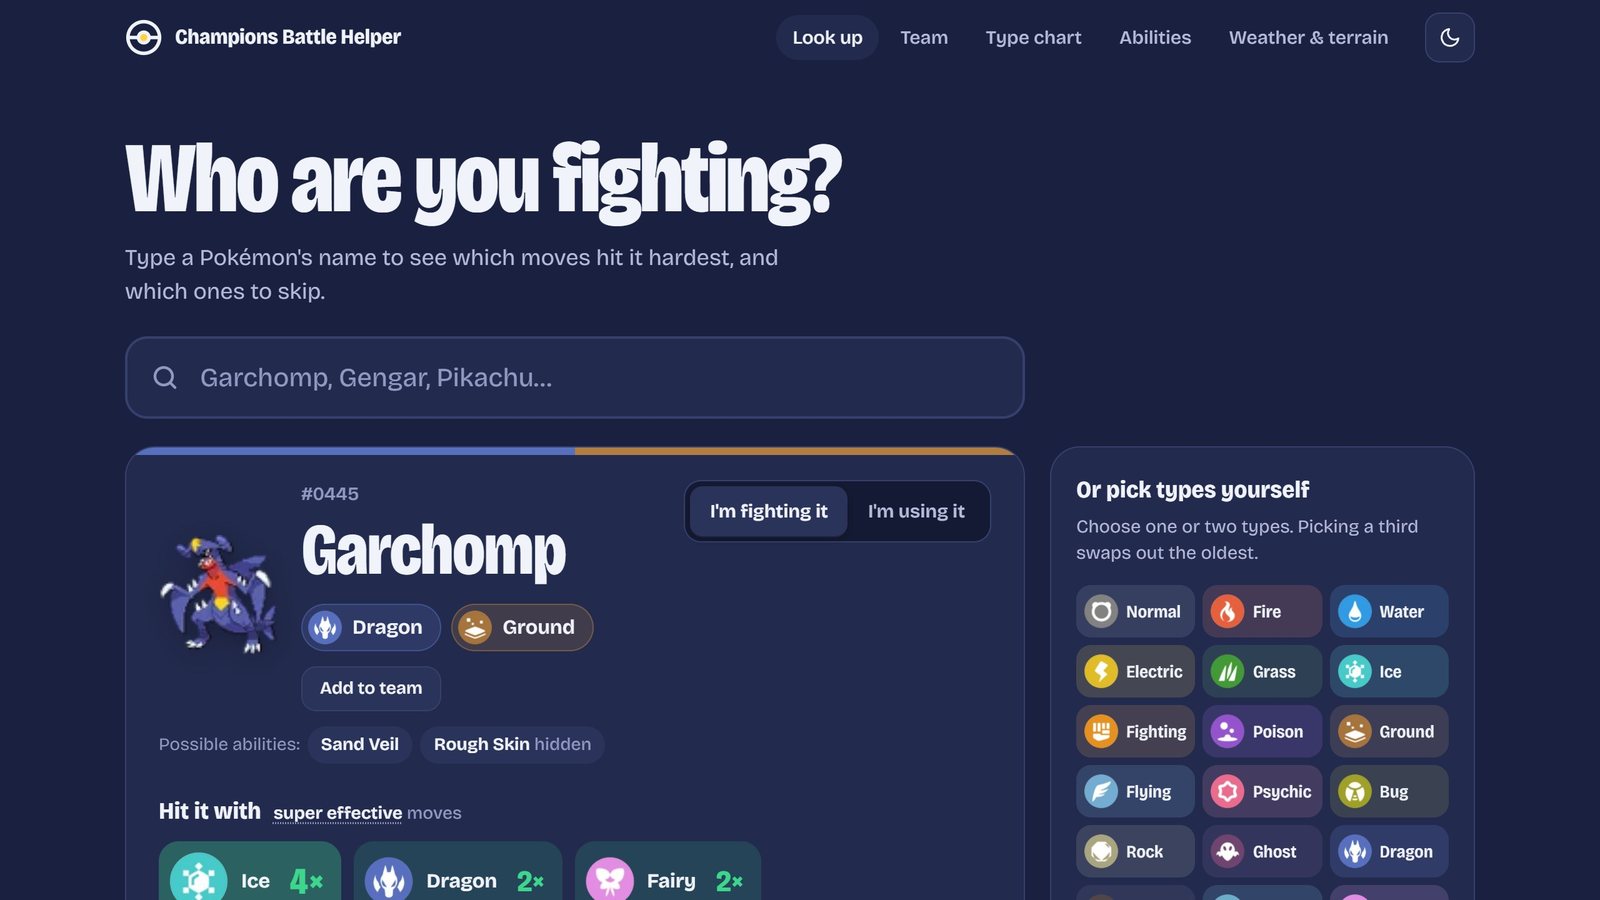 Champions Battle Helper
Look up
Team
Type chart
Abilities
Weather & terrain
Who are you fighting?
Type a Pokémon's name to see which moves hit it hardest, and
which ones to skip.
Garchomp, Gengar, Pikachu...
#0445
I'm fighting it
I'm using it
Garchomp
Dragon
Ground
Add to team
Possible abilities:
Sand Veil
Rough Skin hidden
Hit it with super effective moves
Ice 4×
Dragon 2×
Fairy 2×
Or pick types yourself
Choose one or two types. Picking a third
swaps out the oldest.
Normal
Fire
Water
Electric
Grass
Ice
Fighting
Poison
Ground
Flying
Psychic
Bug
Rock
Ghost
Dragon